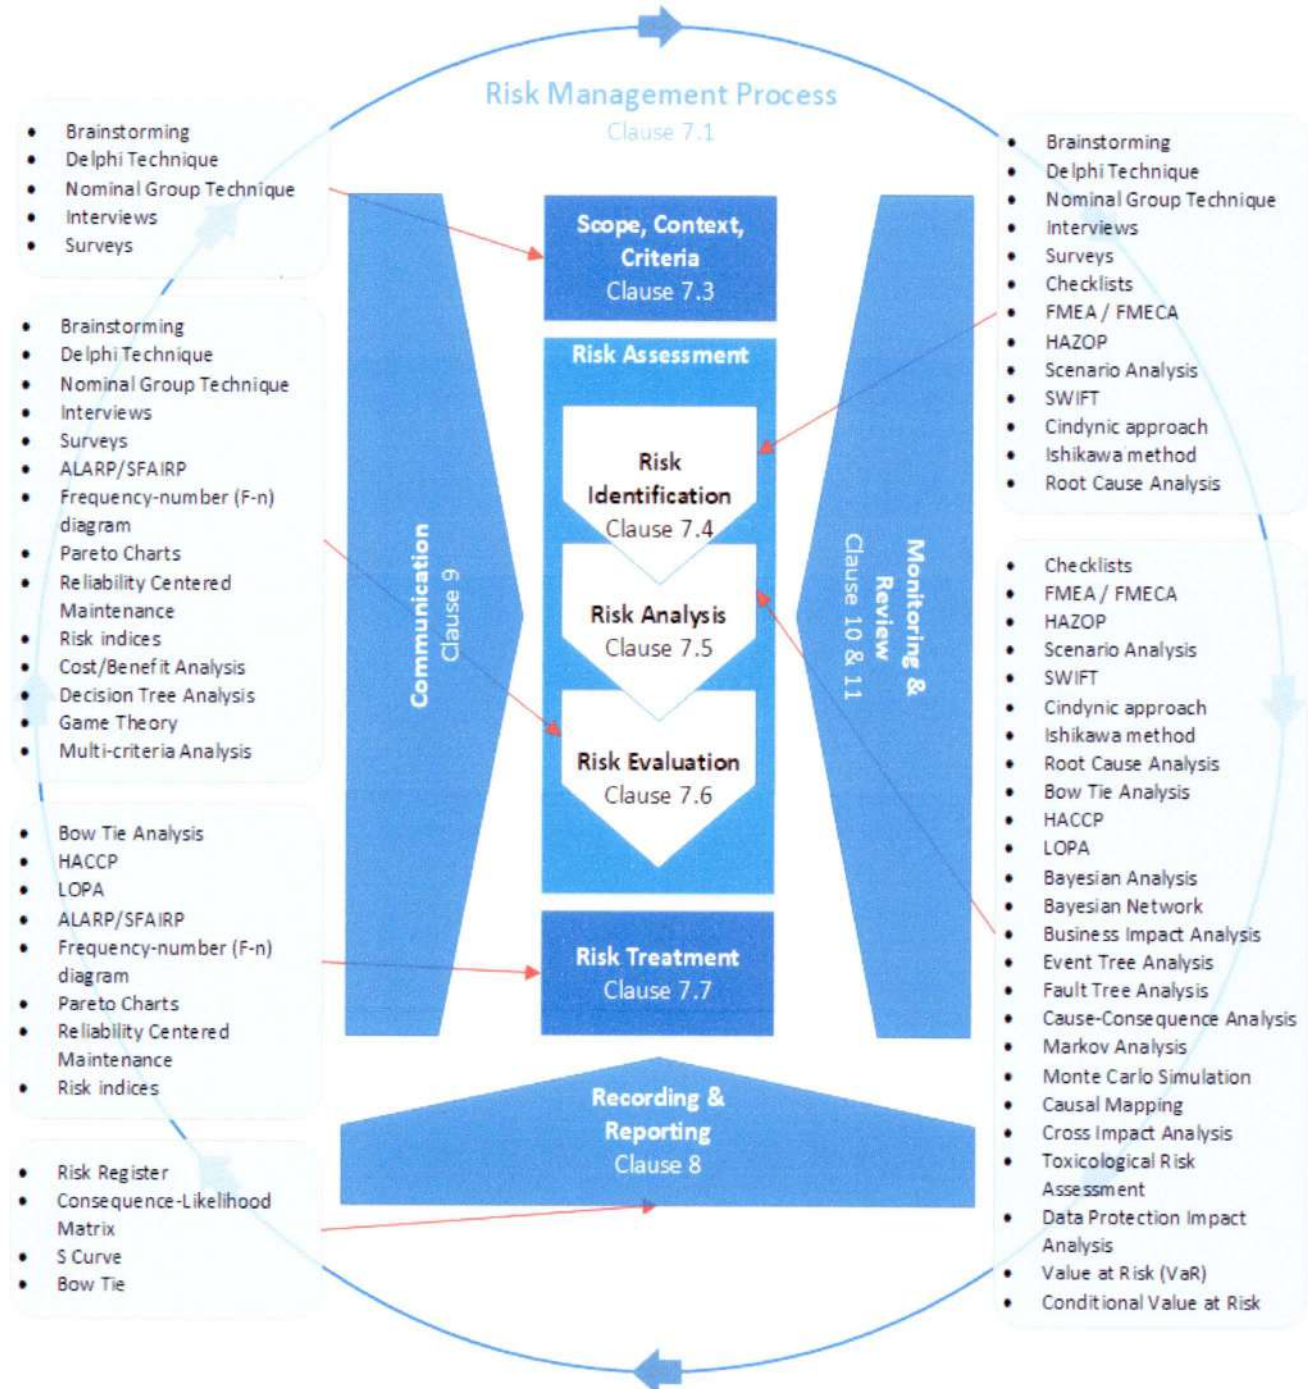 Risk Management Process
Clause 7.1
• Brainstorming
• Delphi Technique
• Nominal Group Technique
• Interviews
• Surveys
• Brainstorming
• Delphi Technique
• Nominal Group Technique
• Interviews
• Surveys
• ALARP/SFAIRP
• Frequency-number (F-n)
diagram
• Pareto Charts
• Reliability Centered
Maintenance
• Risk indices
• Cost/Benefit Analysis
• Decision Tree Analysis
• Game Theory
• Multi-criteria Analysis
• Bow Tie Analysis
• HACCP
• LOPA
• ALARP/SFAIRP
• Frequency-number (F-n)
diagram
• Pareto Charts
• Reliability Centered
Maintenance
• Risk indices
• Risk Register
• Consequence-Likelihood
Matrix
• S Curve
• Bow Tie
Communication
Clause 9
Scope, Context,
Criteria
Clause 7.3
Risk Assessment
Risk
Identification
Clause 7.4
Risk Analysis
Clause 7.5
Risk Evaluation
Clause 7.6
Risk Treatment
Clause 7.7
Recording &
Reporting
Clause 8
Monitoring &
Review
Clause 10 & 11
• Brainstorming
• Delphi Technique
• Nominal Group Technique
• Interviews
• Surveys
• Checklists
• FMEA / FMECA
• HAZOP
• Scenario Analysis
• SWIFT
• Cindynic approach
• Ishikawa method
• Root Cause Analysis
• Checklists
• FMEA / FMECA
• HAZOP
• Scenario Analysis
• SWIFT
• Cindynic approach
• Ishikawa method
• Root Cause Analysis
• Bow Tie Analysis
• HACCP
• LOPA
• Bayesian Analysis
• Bayesian Network
• Business Impact Analysis
• Event Tree Analysis
• Fault Tree Analysis
• Cause-Consequence Analysis
• Markov Analysis
• Monte Carlo Simulation
• Causal Mapping
• Cross Impact Analysis
• Toxicological Risk
Assessment
• Data Protection Impact
Analysis
• Value at Risk (VaR)
• Conditional Value at Risk